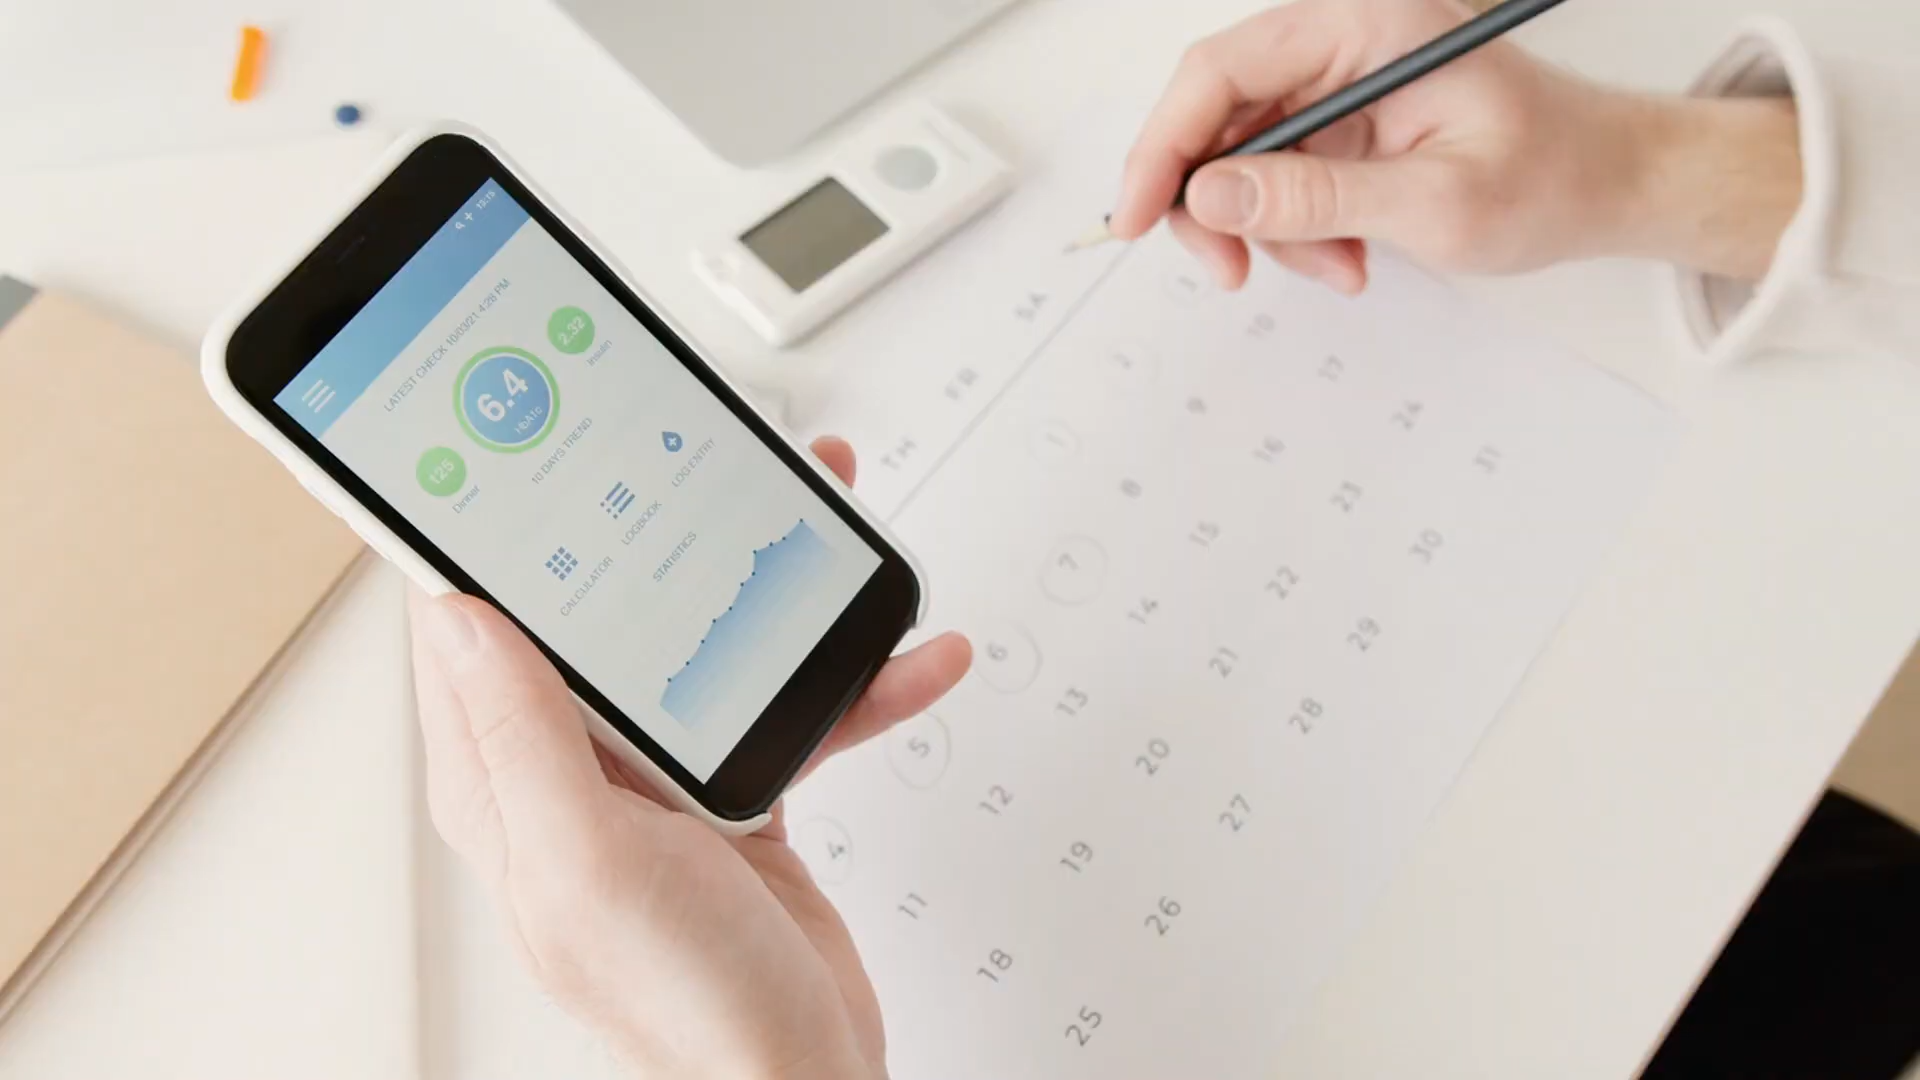 13:15
LATEST CHECK 10/03/21 4:28 PM
125
Dinner
6.4
HbA1c
2.32
Insulin
10 DAYS TREND
CALCULATOR
LOGBOOK
LOG ENTRY
STATISTICS
TH FR SA
1 2 3
4 5 6 7 8 9 10
11 12 13 14 15 16 17
18 19 20 21 22 23 24
25 26 27 28 29 30 31